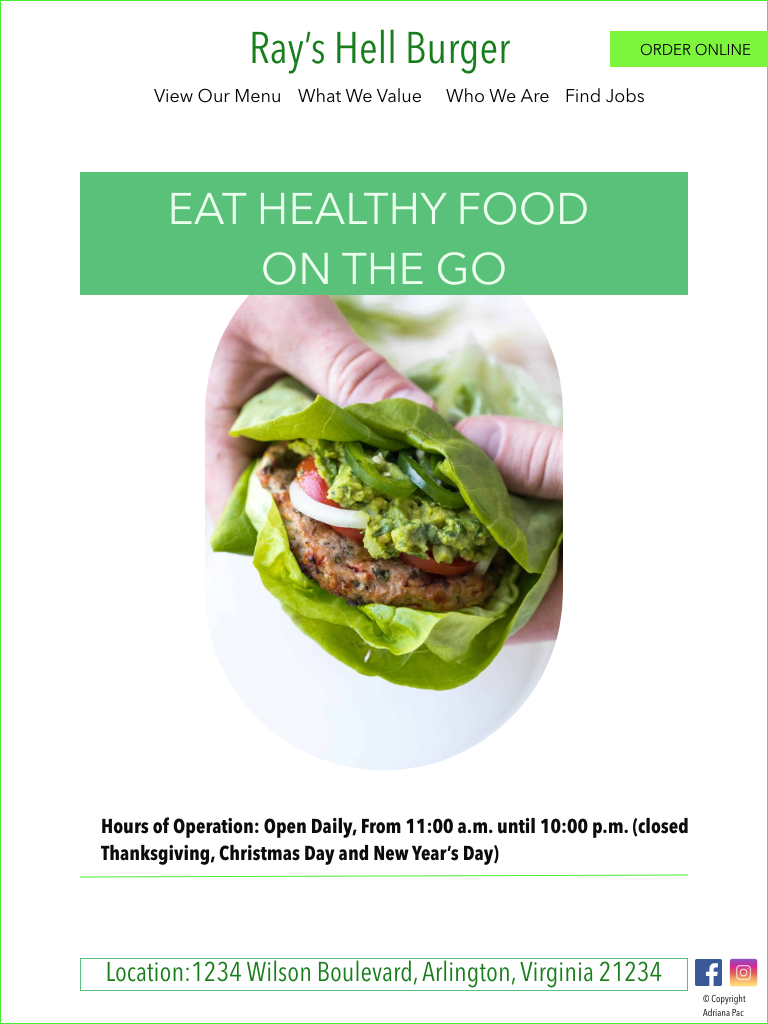 Ray’s Hell Burger
ORDER ONLINE
View Our Menu What We Value Who We Are Find Jobs
EAT HEALTHY FOOD
ON THE GO
Hours of Operation: Open Daily, From 11:00 a.m. until 10:00 p.m. (closed
Thanksgiving, Christmas Day and New Year’s Day)
Location:1234 Wilson Boulevard, Arlington, Virginia 21234
© Copyright
Adriana Pac